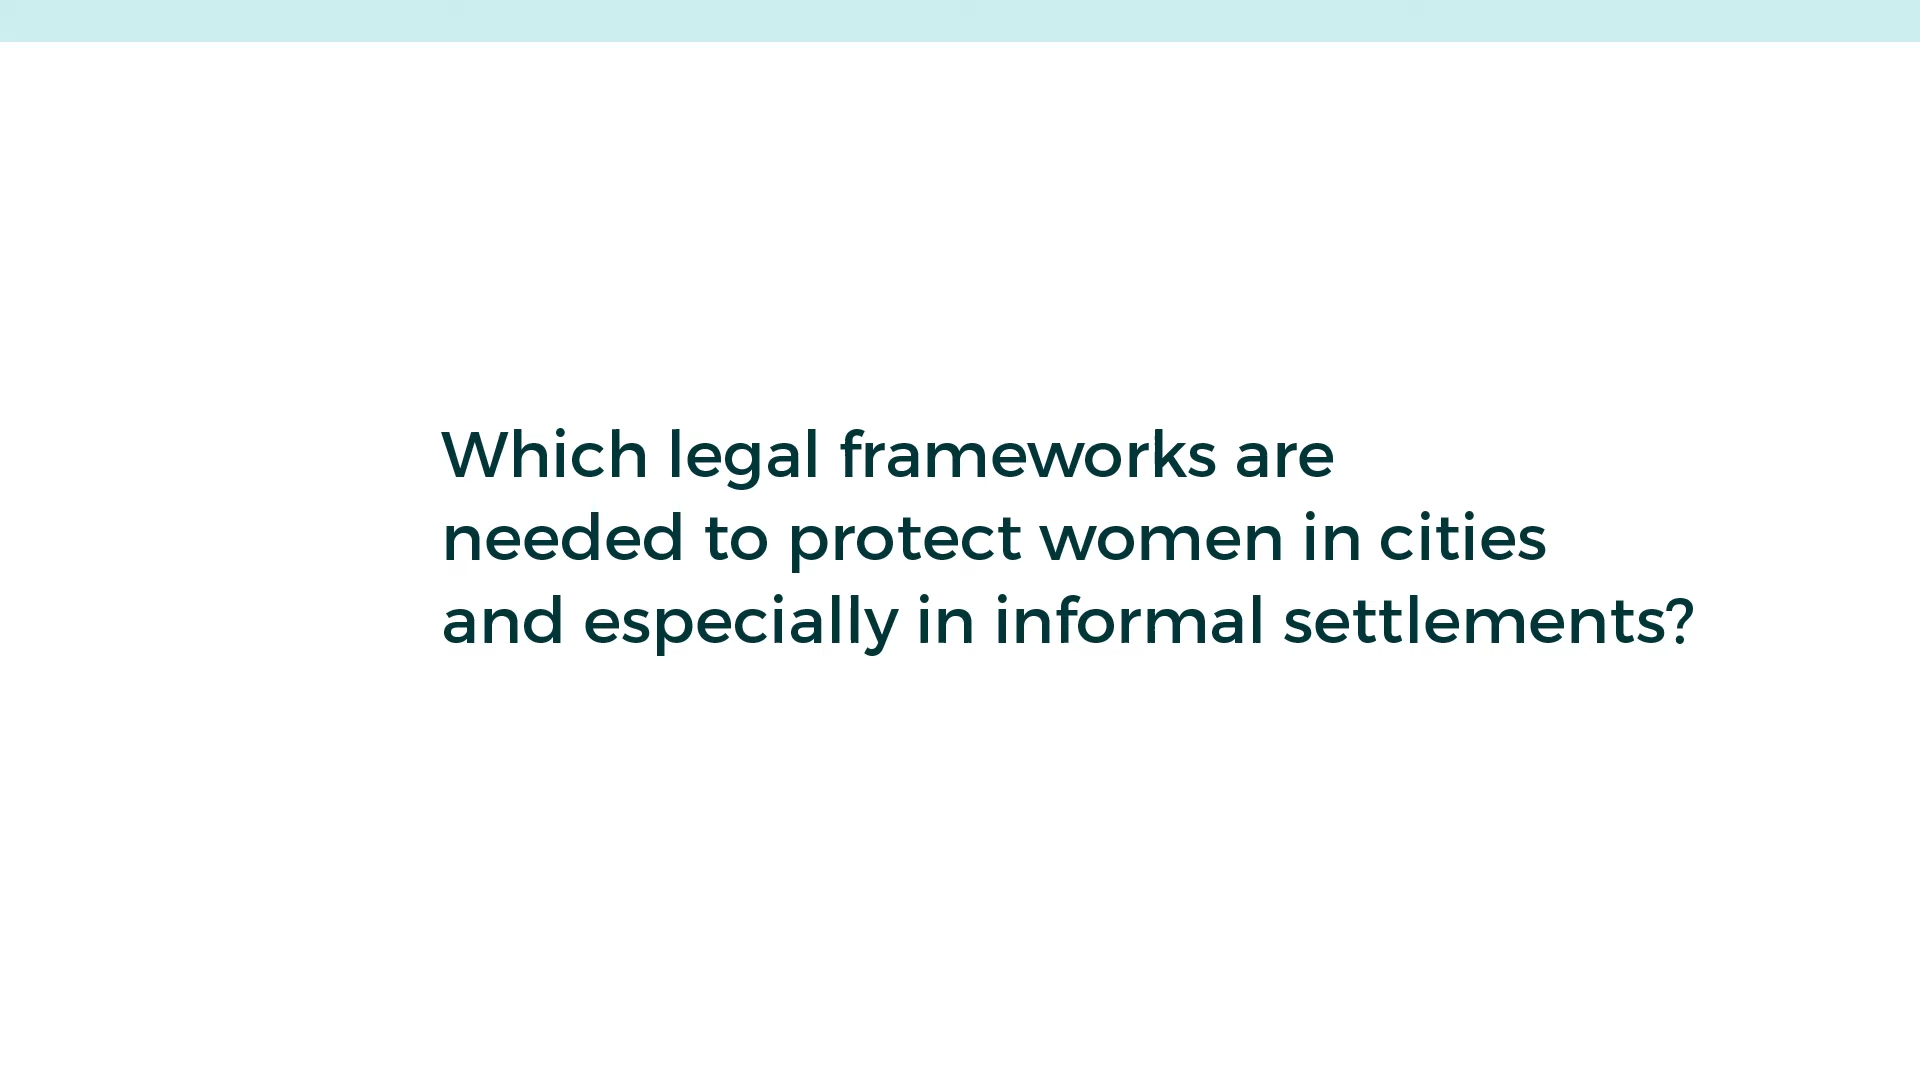 Which legal frameworks are
needed to protect women in cities
and especially in informal settlements?